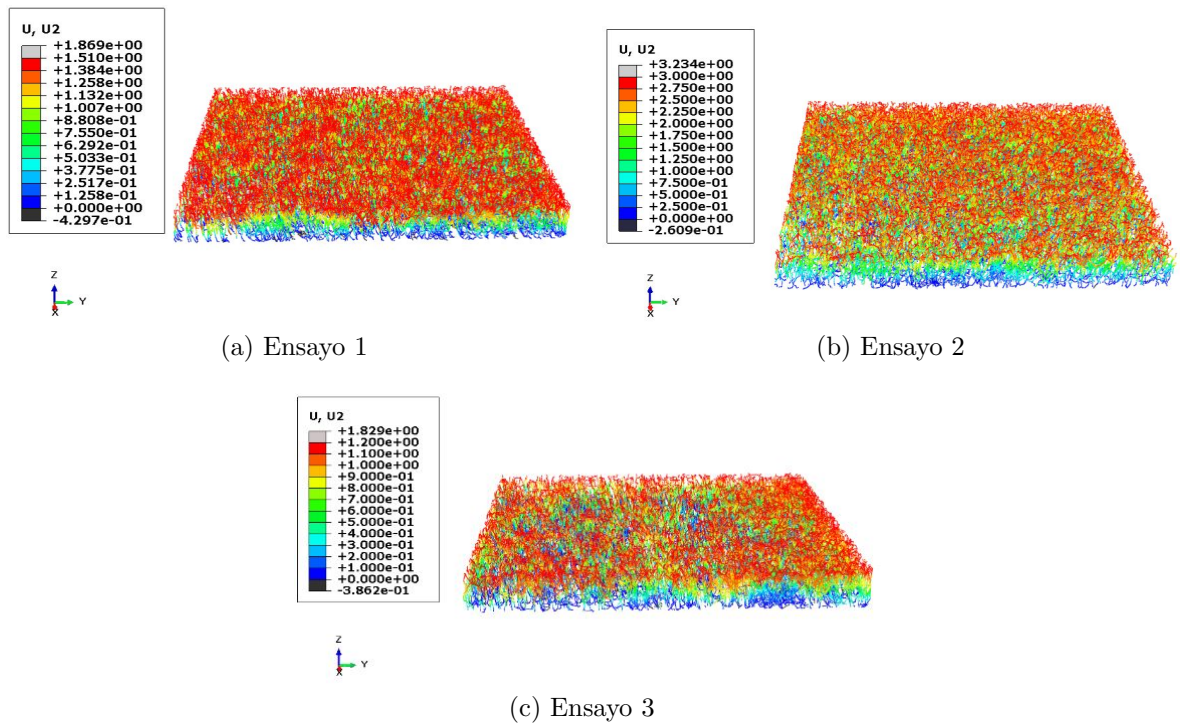 U, U2
+1.869e+00
+1.510e+00
+1.384e+00
+1.258e+00
+1.132e+00
+1.007e+00
+8.808e-01
+7.550e-01
+6.292e-01
+5.033e-01
+3.775e-01
+2.517e-01
+1.258e-01
+0.000e+00
-4.297e-01
Z
Y
X
(a) Ensayo 1
U, U2
+3.234e+00
+3.000e+00
+2.750e+00
+2.500e+00
+2.250e+00
+2.000e+00
+1.750e+00
+1.500e+00
+1.250e+00
+1.000e+00
+7.500e-01
+5.000e-01
+2.500e-01
+0.000e+00
-2.609e-01
Z
Y
X
(b) Ensayo 2
U, U2
+1.829e+00
+1.200e+00
+1.100e+00
+1.000e+00
+9.000e-01
+8.000e-01
+7.000e-01
+6.000e-01
+5.000e-01
+4.000e-01
+3.000e-01
+2.000e-01
+1.000e-01
+0.000e+00
-3.862e-01
Z
Y
X
(c) Ensayo 3